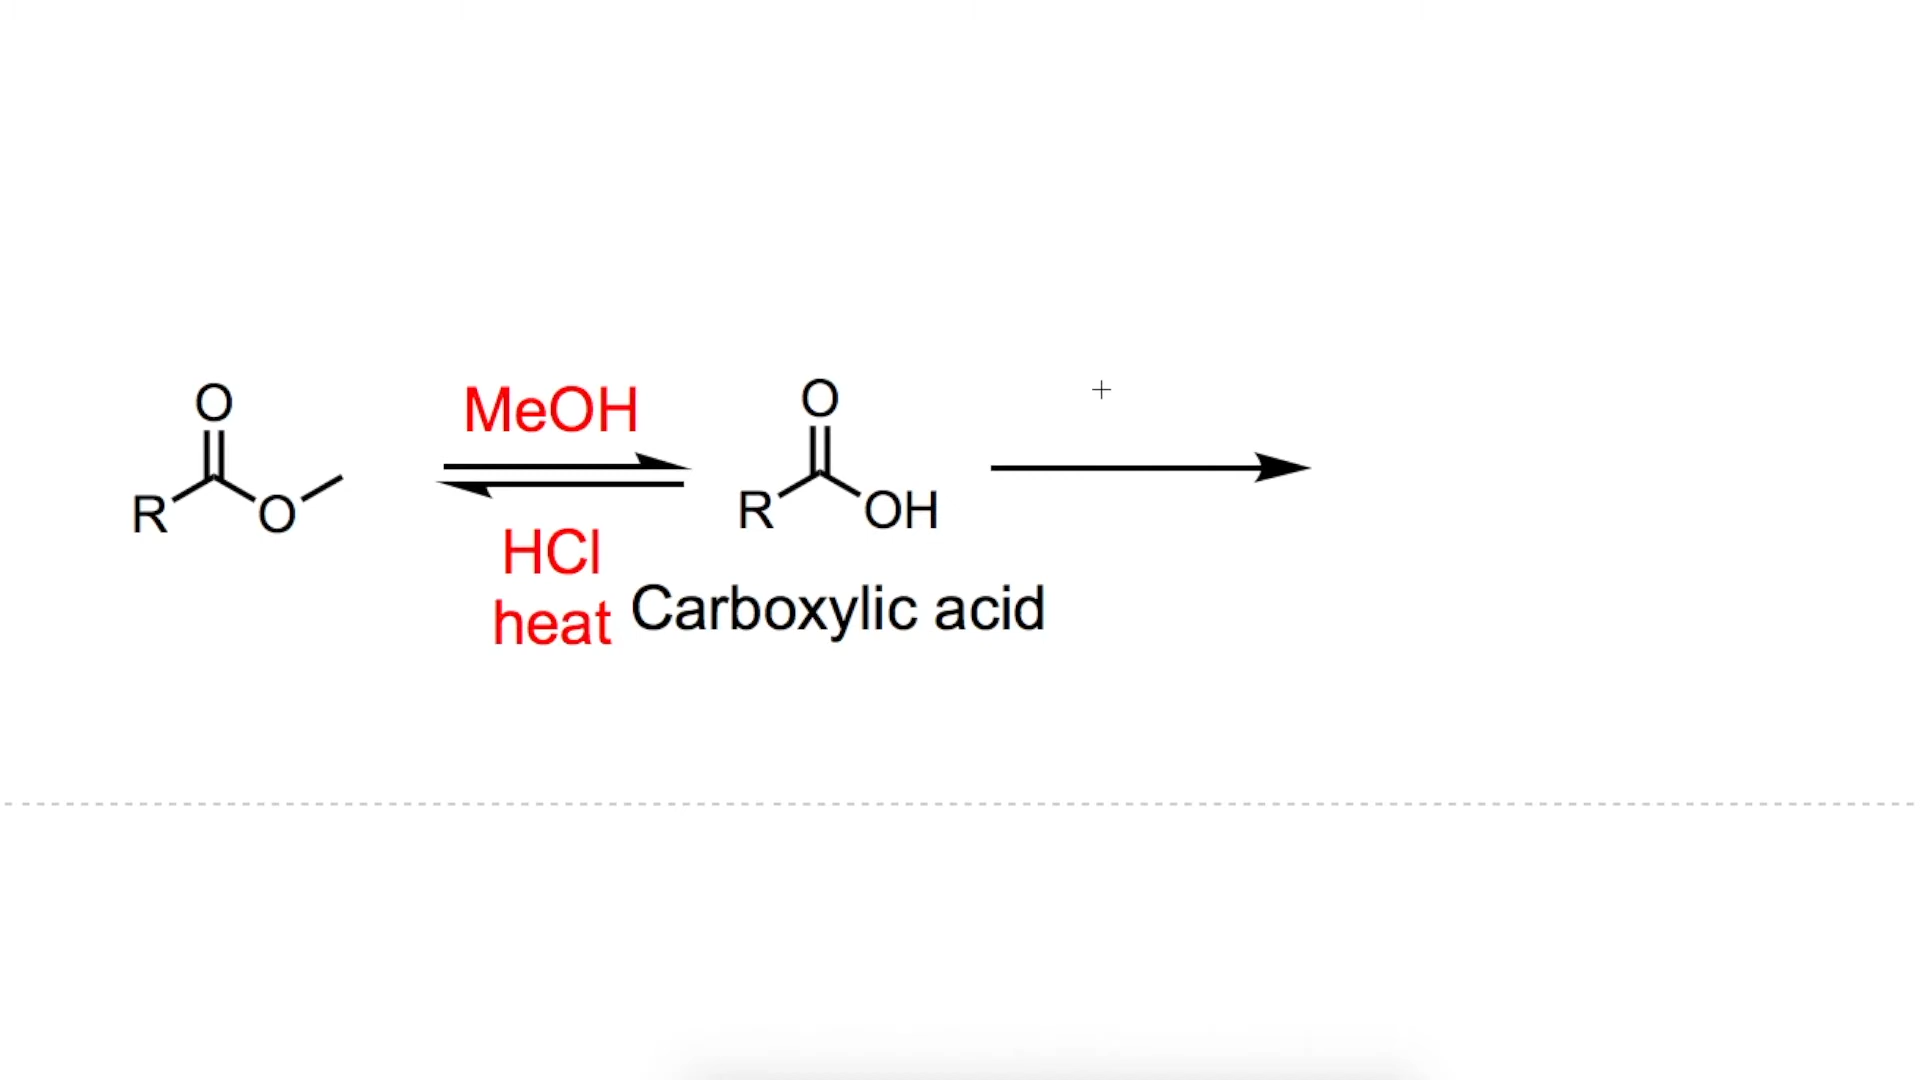 O
R
O
MeOH
HCl
heat
O
R
OH
Carboxylic acid